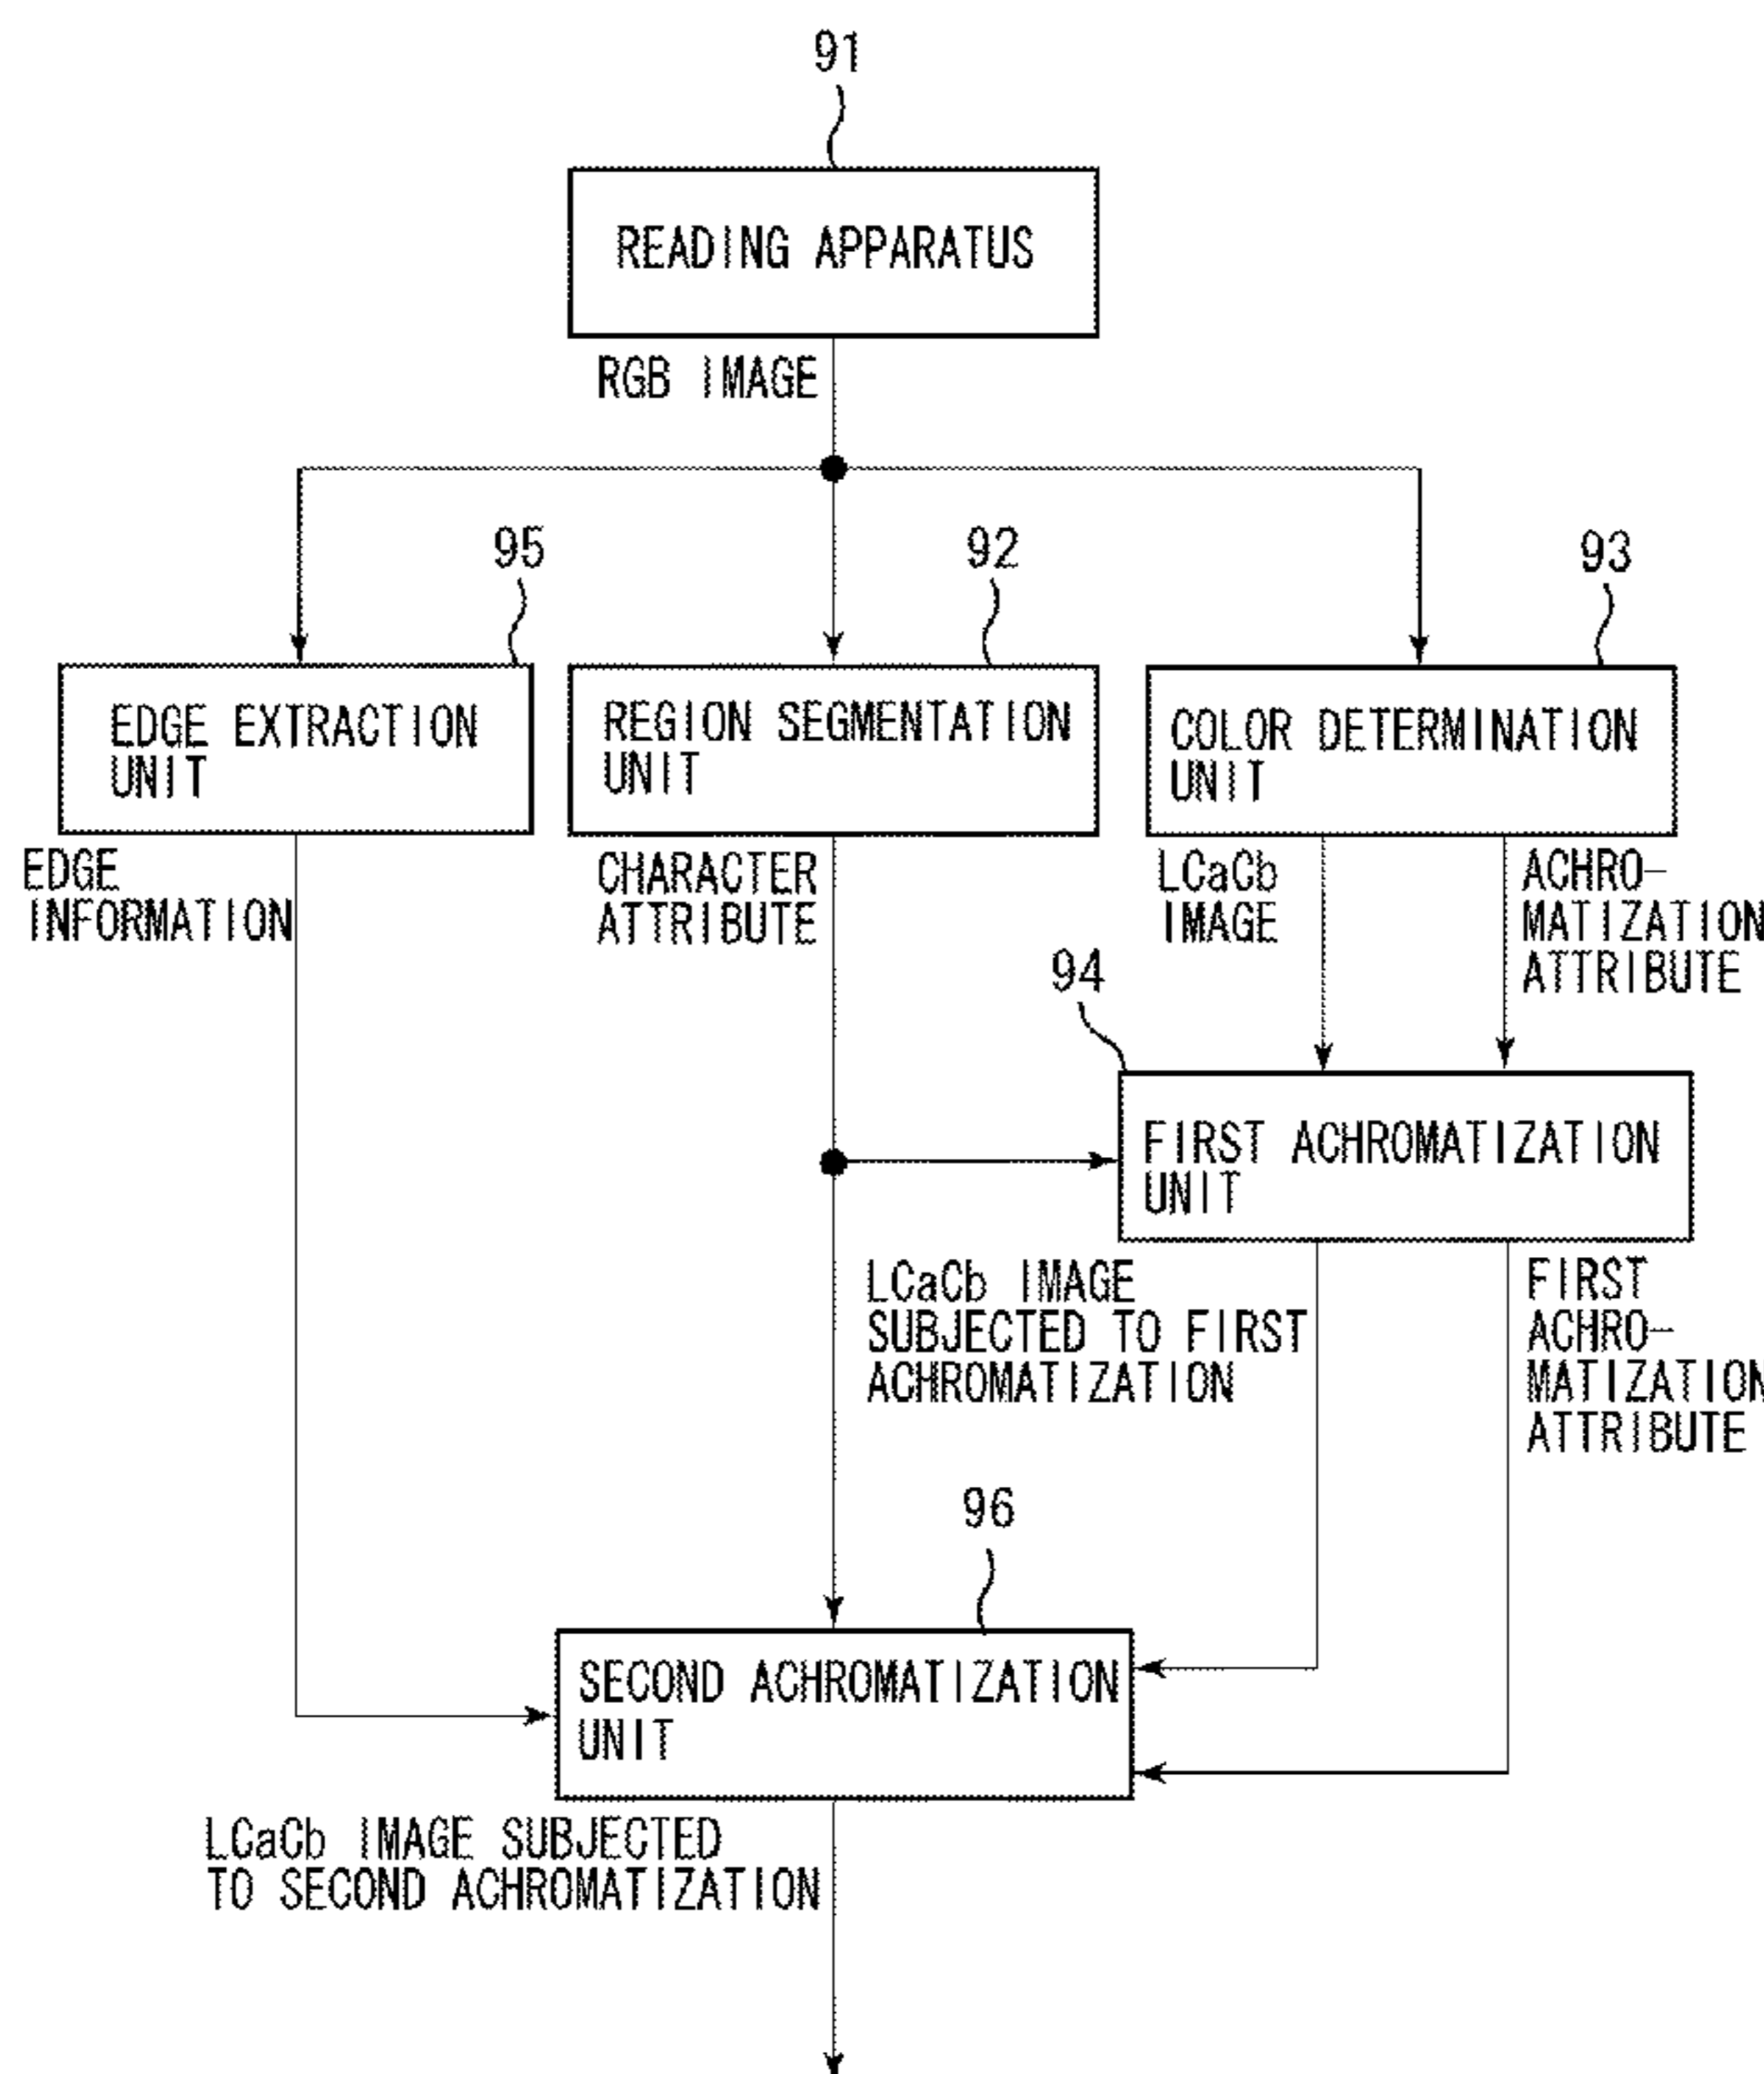 91
READING APPARATUS
RGB IMAGE
95
92
93
EDGE EXTRACTION
UNIT
REGION SEGMENTATION
UNIT
COLOR DETERMINATION
UNIT
EDGE
INFORMATION
CHARACTER
ATTRIBUTE
LCaCb
IMAGE
ACHRO-
MATIZATION
ATTRIBUTE
94
FIRST ACHROMATIZATION
UNIT
LCaCb IMAGE
SUBJECTED TO FIRST
ACHROMATIZATION
FIRST
ACHRO-
MATIZATION
ATTRIBUTE
96
SECOND ACHROMATIZATION
UNIT
LCaCb IMAGE SUBJECTED
TO SECOND ACHROMATIZATION